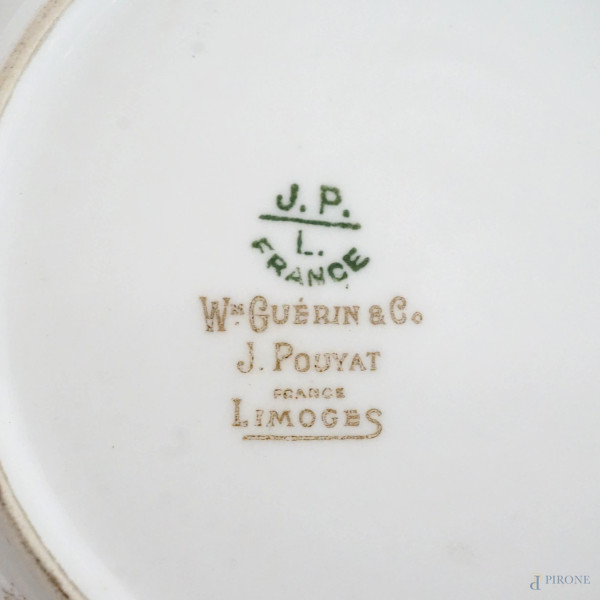 J. P.
L.
FRANCE
Wm. GUÉRIN & Co.
J. POUYAT
FRANCE
LIMOGES
PIRONE